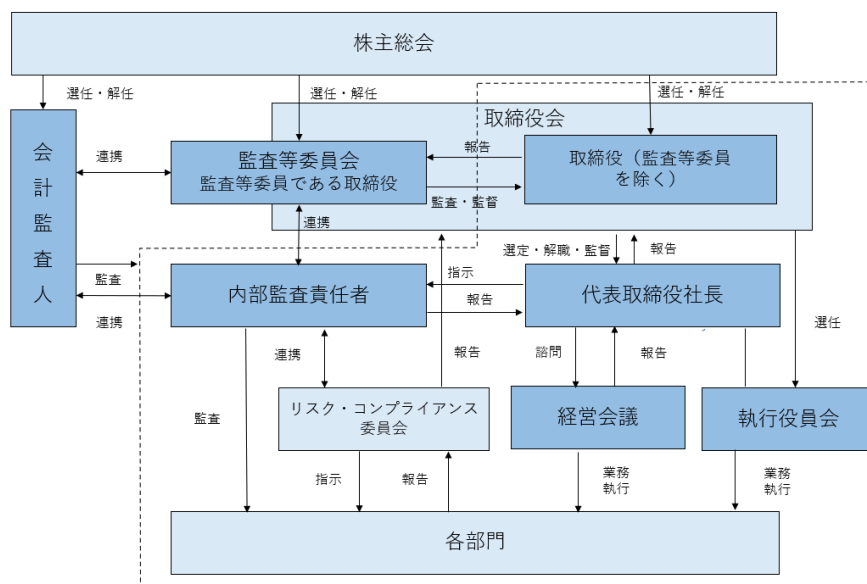 株主総会
選任・解任
選任・解任
選任・解任
取締役会
会計監査人
連携
監査等委員会
監査等委員である取締役
報告
監査・監督
取締役（監査等委員
を除く）
連携
選定・解職・監督
報告
監査
連携
内部監査責任者
指示
報告
代表取締役社長
選任
連携
報告
諮問
報告
監査
リスク・コンプライアンス
委員会
経営会議
執行役員会
指示
報告
業務
執行
業務
執行
各部門